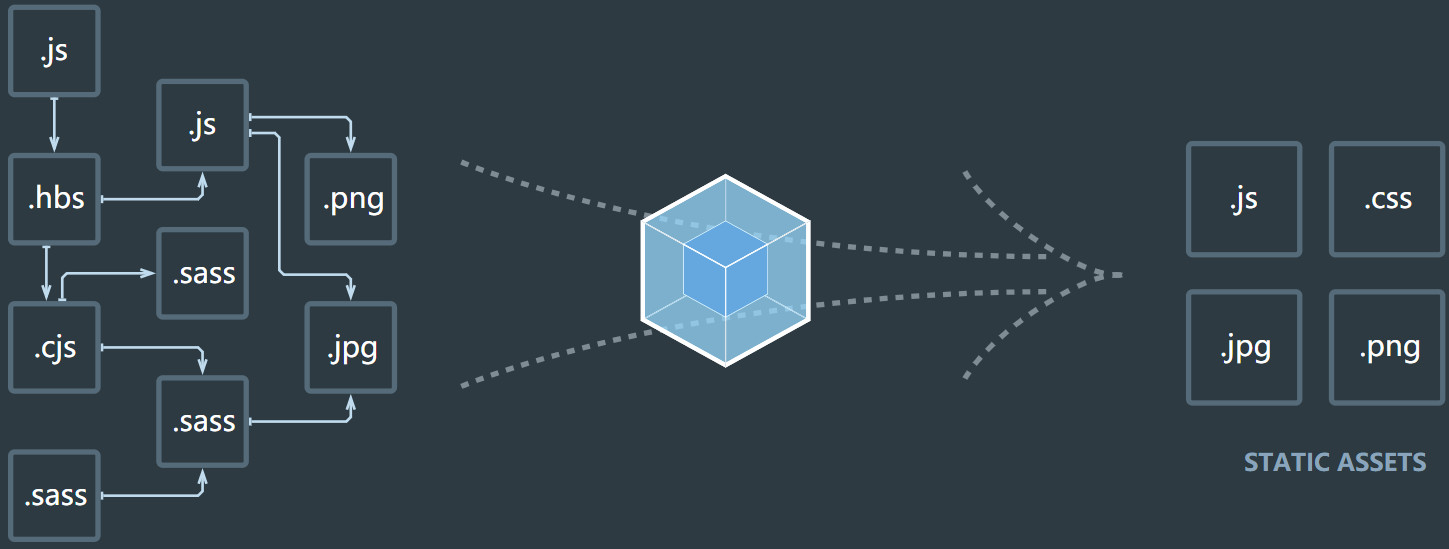 .js
.js
.hbs
.png
.sass
.cjs
.jpg
.sass
.sass
.js
.css
.jpg
.png
STATIC ASSETS